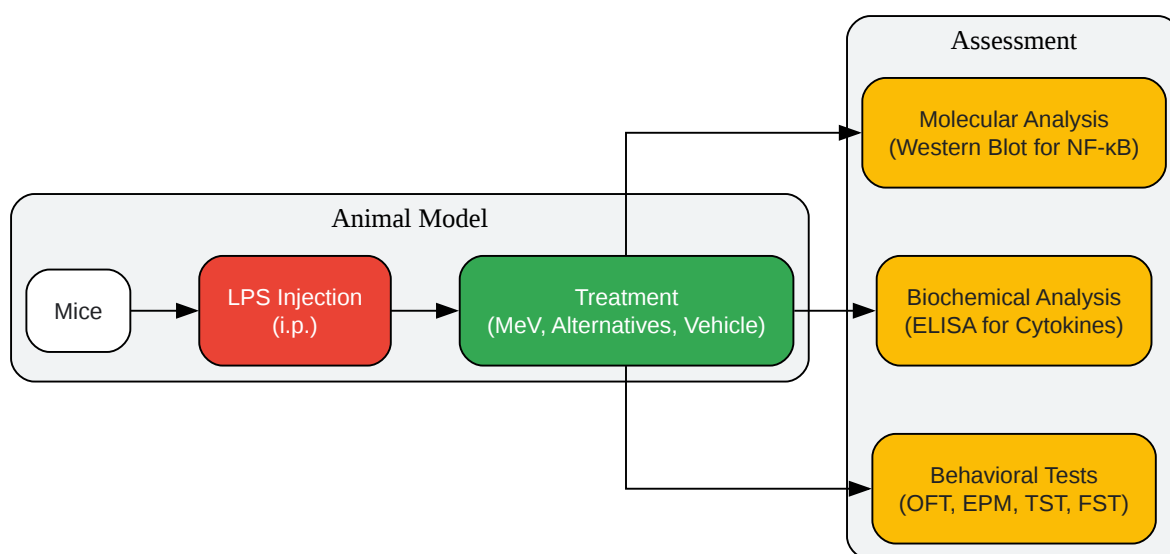 Animal Model
Mice
LPS Injection
(i.p.)
Treatment
(MeV, Alternatives, Vehicle)
Assessment
Molecular Analysis
(Western Blot for NF-κB)
Biochemical Analysis
(ELISA for Cytokines)
Behavioral Tests
(OFT, EPM, TST, FST)